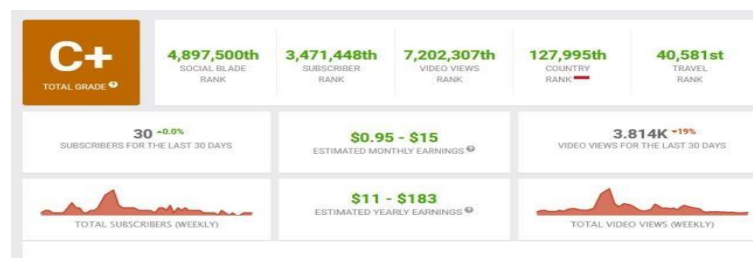 C+
TOTAL GRADE
4,897,500th
SOCIAL BLADE
RANK
3,471,448th
SUBSCRIBER
RANK
7,202,307th
VIDEO VIEWS
RANK
127,995th
COUNTRY
RANK
40,581st
TRAVEL
RANK
30 +0.0%
SUBSCRIBERS FOR THE LAST 30 DAYS
$0.95 - $15
ESTIMATED MONTHLY EARNINGS
3.814K -19%
VIDEO VIEWS FOR THE LAST 30 DAYS
TOTAL SUBSCRIBERS (WEEKLY)
$11 - $183
ESTIMATED YEARLY EARNINGS
TOTAL VIDEO VIEWS (WEEKLY)